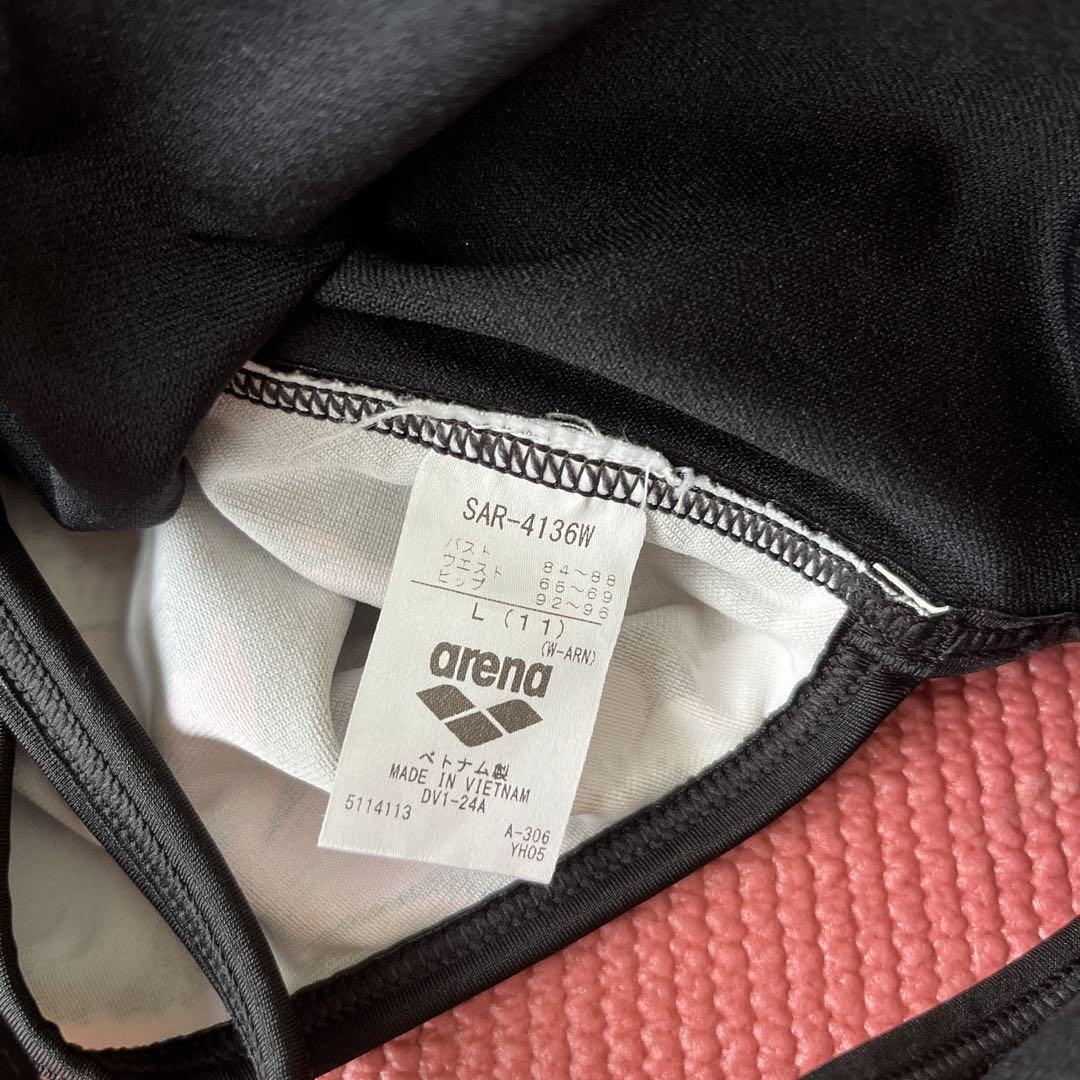 SAR-4136W
バスト 84～88
ウエスト 66～69
ヒップ 92～96
L (11)
(W-ARN)
arena
ベトナム製
MADE IN VIETNAM
DV1-24A
5114113
A-306
YH05